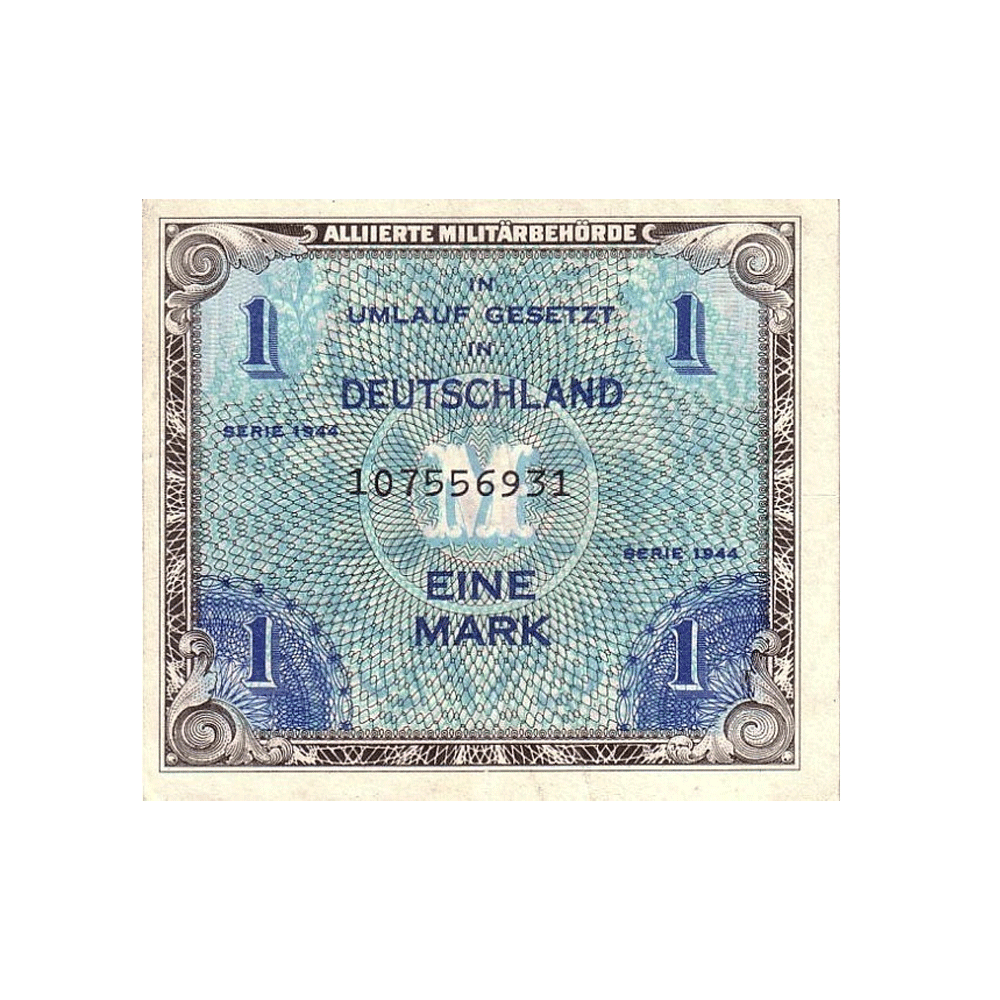 ALLIIERTE MILITÄRBEHÖRDE
IN
1 UMLAUF GESETZT 1
IN
DEUTSCHLAND
SERIE 1944
M
107556931
SERIE 1944
EINE
1 MARK 1